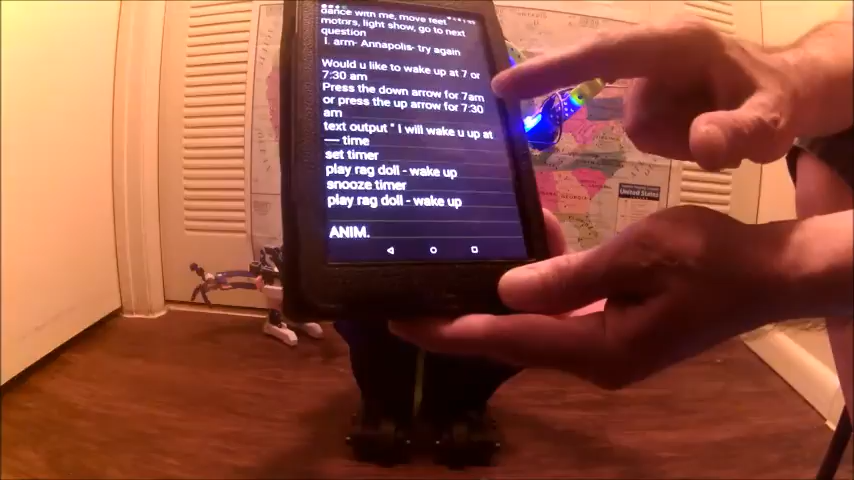 dance with me, move feet
motors, light show, go to next
question
l. arm- Annapolis- try again
Would u like to wake up at 7 or
7:30 am
Press the down arrow for 7am
or press the up arrow for 7:30
am
text output " I will wake u up at
— time
set timer
play rag doll - wake up
snooze timer
play rag doll - wake up
ANIM.
United States